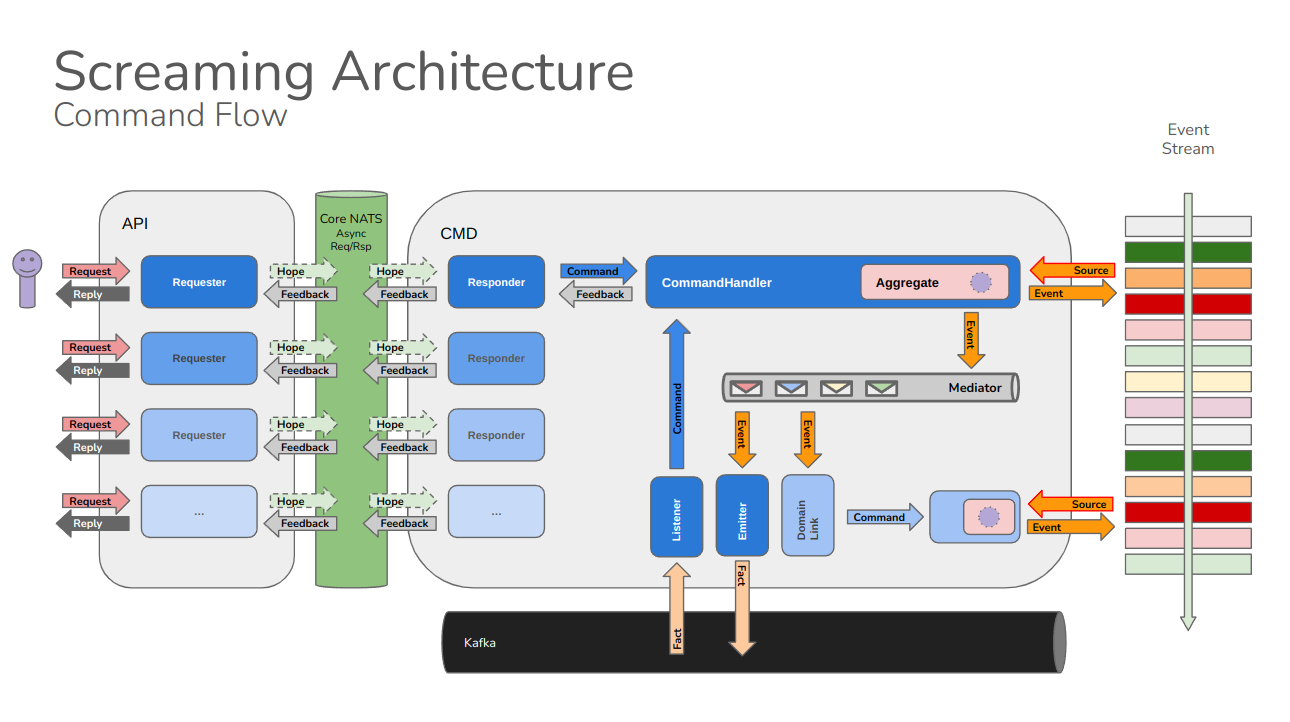 Screaming Architecture
Command Flow
Event
Stream
API
Core NATS
Async
Req/Rsp
CMD
Request
Reply
Requester
Hope
Feedback
Hope
Feedback
Responder
Command
Feedback
CommandHandler
Aggregate
Source
Event
Request
Reply
Requester
Hope
Feedback
Hope
Feedback
Responder
Event
Command
Mediator
Request
Reply
Requester
Hope
Feedback
Hope
Feedback
Responder
Event
Event
Request
Reply
...
Hope
Feedback
Hope
Feedback
...
Listener
Emitter
Domain
Link
Command
Source
Event
Fact
Fact
Kafka